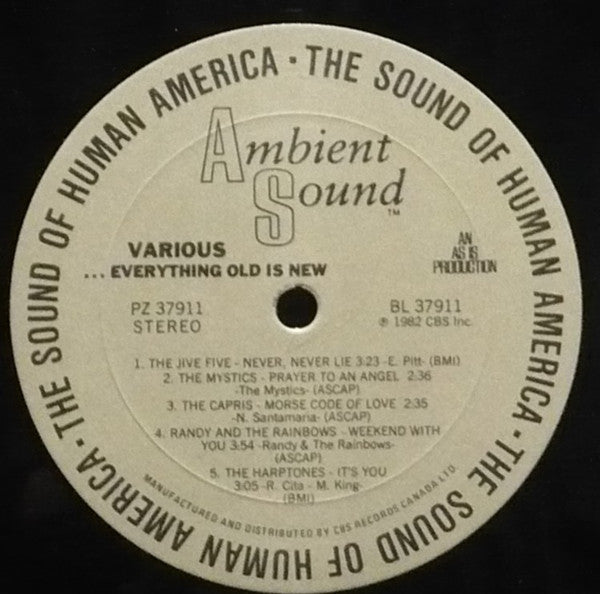 THE SOUND OF HUMAN AMERICA · THE SOUND OF HUMAN AMERICA · THE SOUND OF HUMAN AMERICA ·
Ambient
Sound
™
VARIOUS
... EVERYTHING OLD IS NEW
AN
AS IS
PRODUCTION
PZ 37911
STEREO
BL 37911
℗ 1982 CBS Inc.
1. THE JIVE FIVE - NEVER, NEVER LIE 3:23 -E. Pitt- (BMI)
2. THE MYSTICS - PRAYER TO AN ANGEL 2:36
-The Mystics- (ASCAP)
3. THE CAPRIS - MORSE CODE OF LOVE 2:35
-N. Santamaria- (ASCAP)
4. RANDY AND THE RAINBOWS - WEEKEND WITH
YOU 3:54 -Randy & The Rainbows-
(ASCAP)
5. THE HARPTONES - IT'S YOU
3:05 -R. Cita - M. King-
(BMI)
MANUFACTURED AND DISTRIBUTED BY CBS RECORDS CANADA LTD.